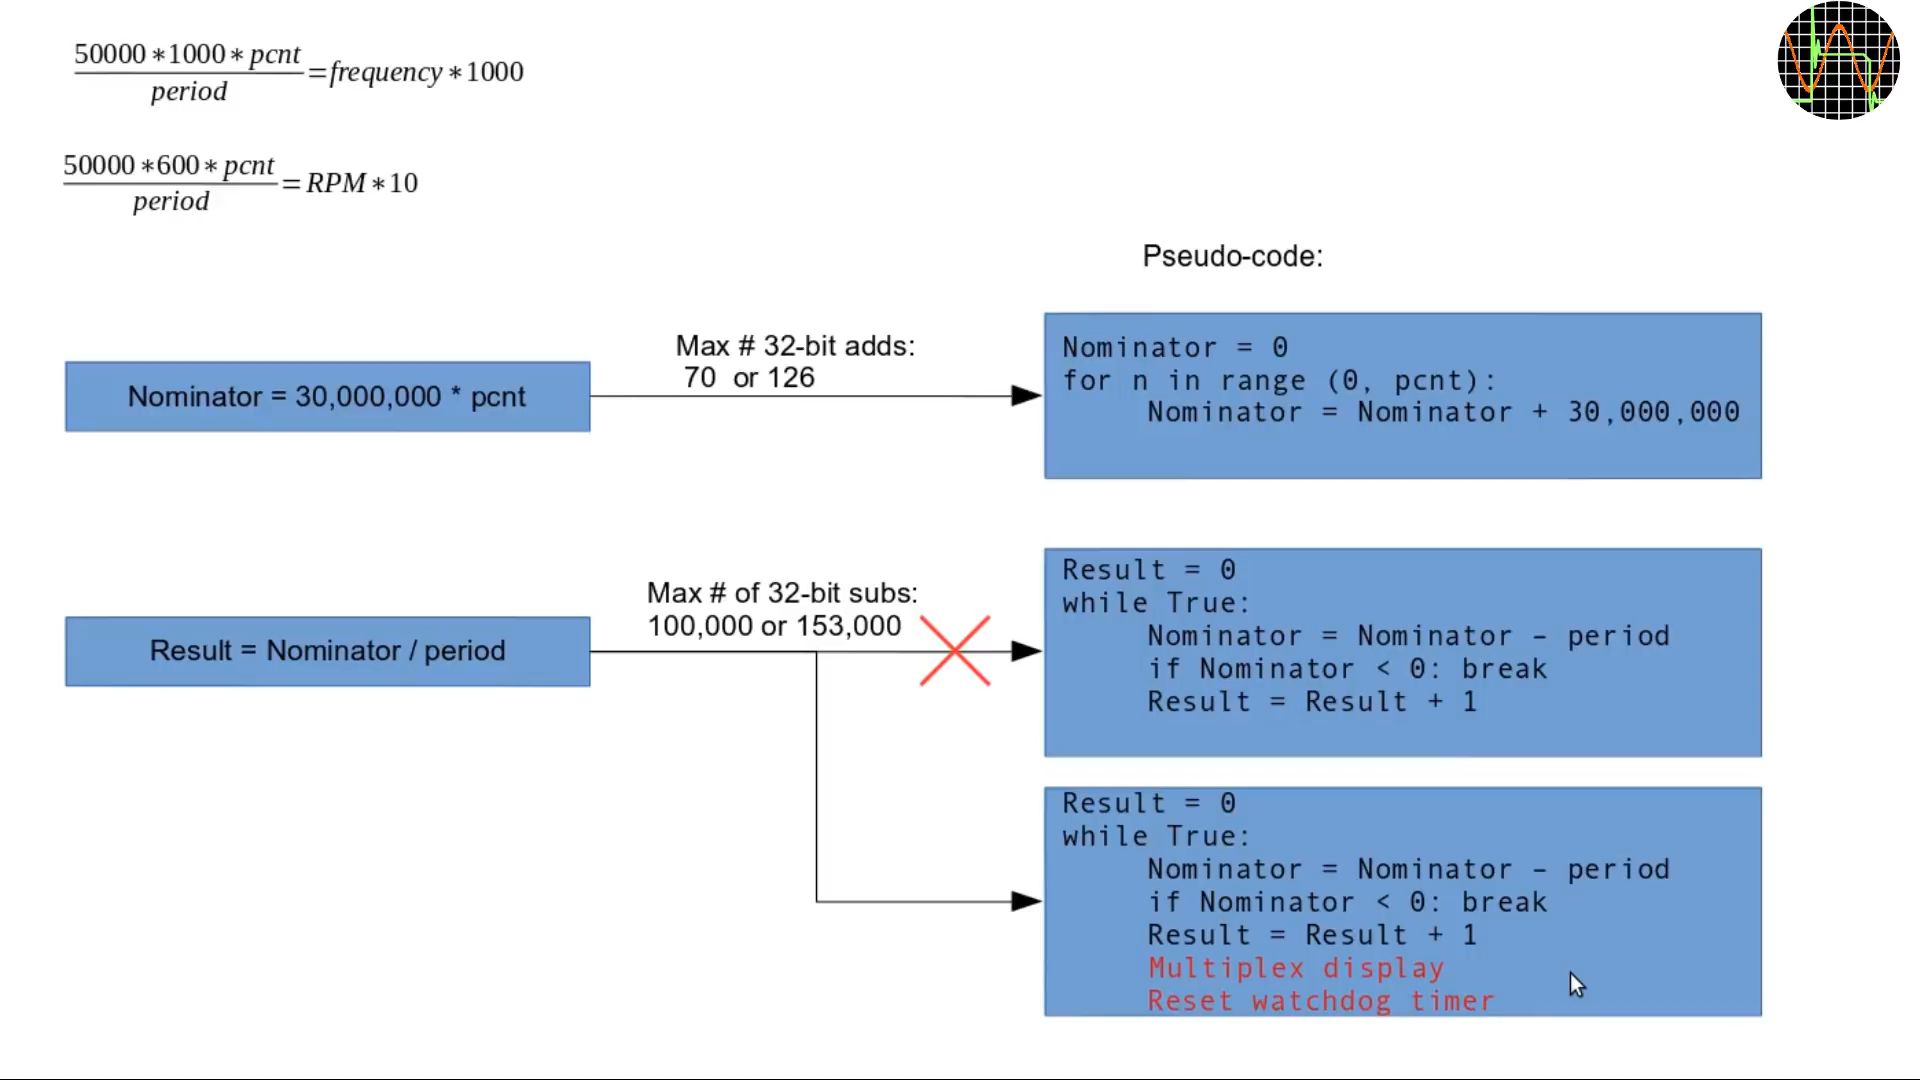 50000*1000*pcnt
period
=frequency*1000
50000*600*pcnt
period
=RPM*10
Pseudo-code:
Max # 32-bit adds:
70 or 126
Nominator = 30,000,000 * pcnt
Nominator = 0
for n in range (0, pcnt):
Nominator = Nominator + 30,000,000
Max # of 32-bit subs:
100,000 or 153,000
Result = Nominator / period
Result = 0
while True:
Nominator = Nominator – period
if Nominator < 0: break
Result = Result + 1
Result = 0
while True:
Nominator = Nominator – period
if Nominator < 0: break
Result = Result + 1
Multiplex display
Reset watchdog timer